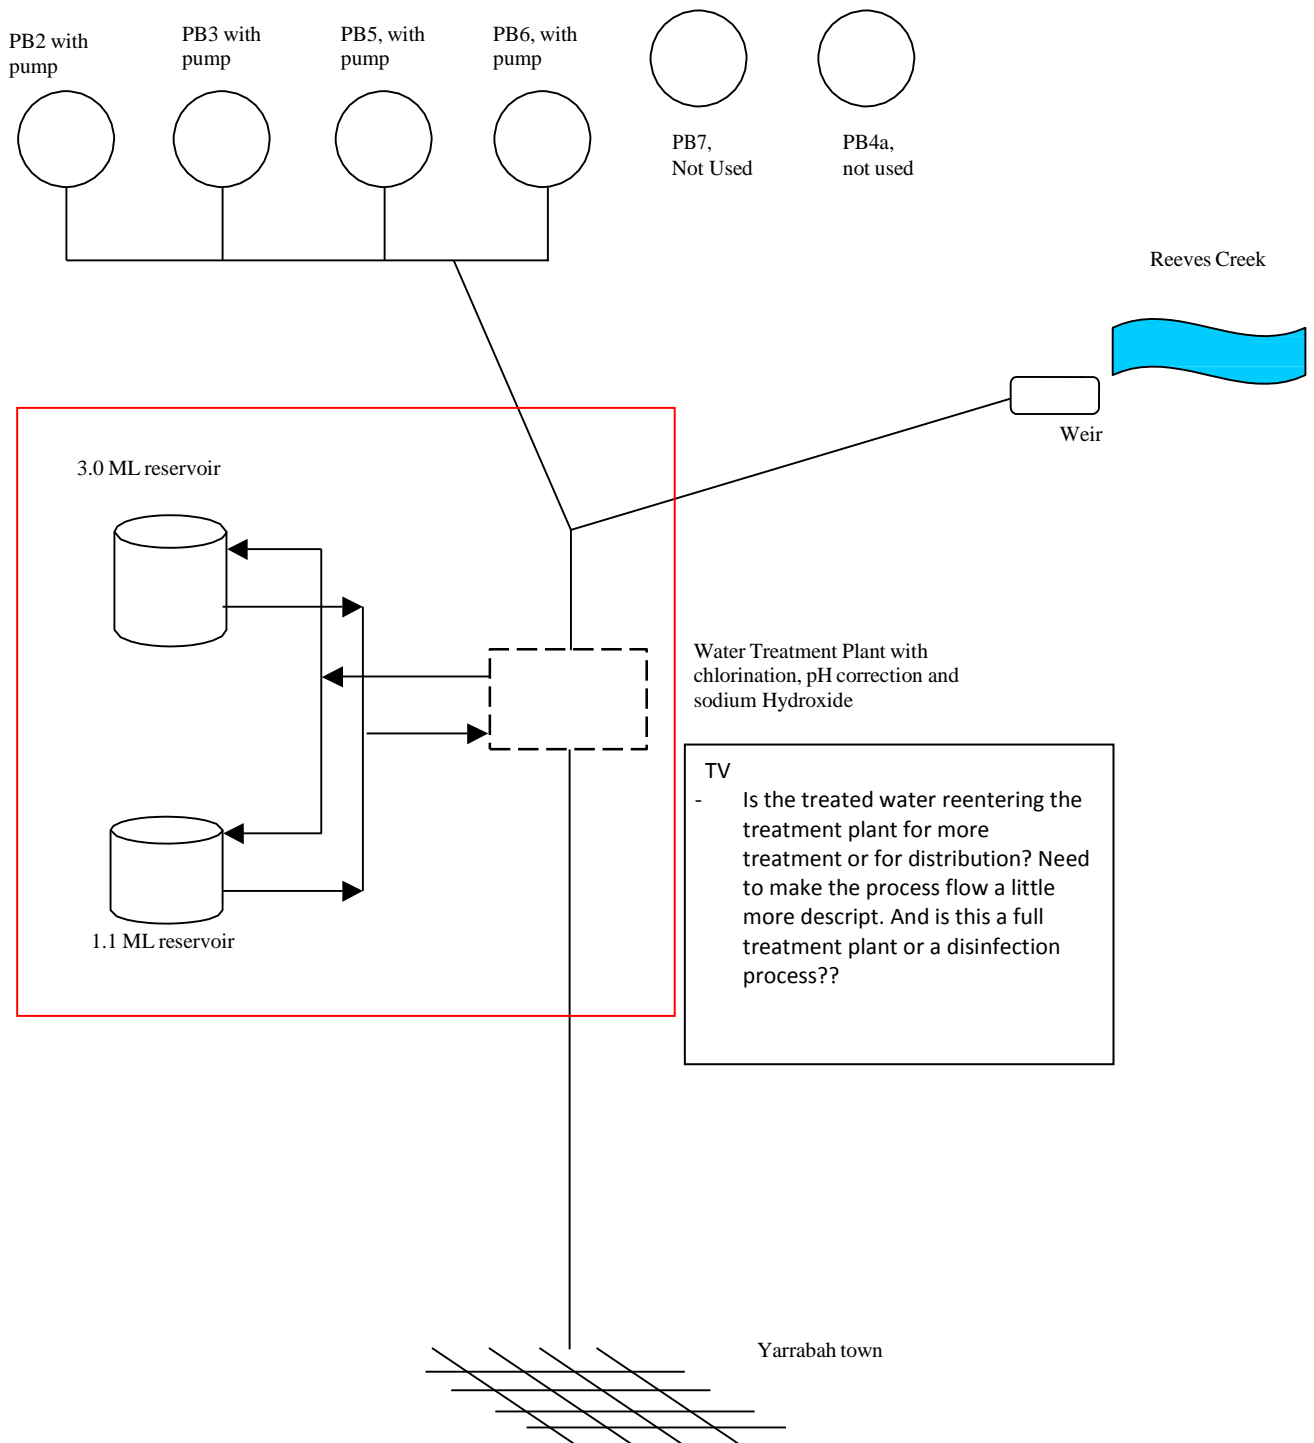 PB2 with
pump
PB3 with
pump
PB5, with
pump
PB6, with
pump
PB7,
Not Used
PB4a,
not used
Reeves Creek
Weir
3.0 ML reservoir
Water Treatment Plant with
chlorination, pH correction and
sodium Hydroxide
TV
- Is the treated water reentering the
treatment plant for more
treatment or for distribution? Need
to make the process flow a little
more descript. And is this a full
treatment plant or a disinfection
process??
1.1 ML reservoir
Yarrabah town